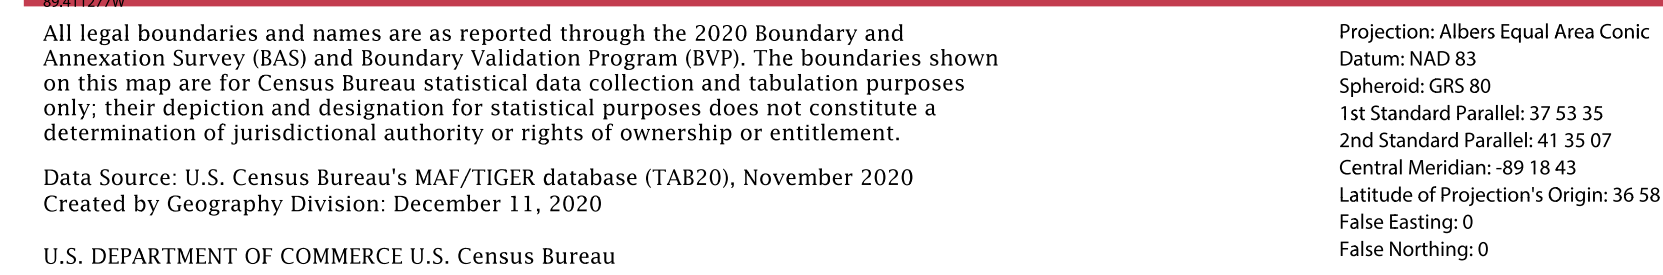 89.411277W
All legal boundaries and names are as reported through the 2020 Boundary and
Annexation Survey (BAS) and Boundary Validation Program (BVP). The boundaries shown
on this map are for Census Bureau statistical data collection and tabulation purposes
only; their depiction and designation for statistical purposes does not constitute a
determination of jurisdictional authority or rights of ownership or entitlement.
Data Source: U.S. Census Bureau's MAF/TIGER database (TAB20), November 2020
Created by Geography Division: December 11, 2020
U.S. DEPARTMENT OF COMMERCE U.S. Census Bureau
Projection: Albers Equal Area Conic
Datum: NAD 83
Spheroid: GRS 80
1st Standard Parallel: 37 53 35
2nd Standard Parallel: 41 35 07
Central Meridian: -89 18 43
Latitude of Projection's Origin: 36 58
False Easting: 0
False Northing: 0